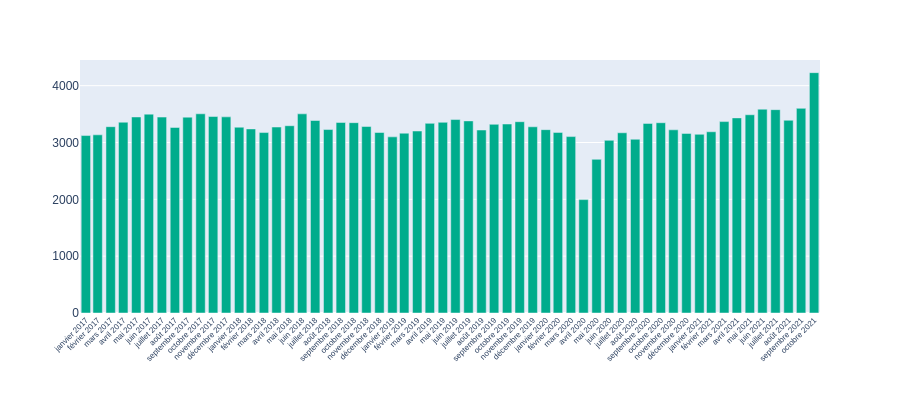 4000
3000
2000
1000
0
janvier 2017
février 2017
mars 2017
avril 2017
mai 2017
juin 2017
juillet 2017
août 2017
septembre 2017
octobre 2017
novembre 2017
décembre 2017
janvier 2018
février 2018
mars 2018
avril 2018
mai 2018
juin 2018
juillet 2018
août 2018
septembre 2018
octobre 2018
novembre 2018
décembre 2018
janvier 2019
février 2019
mars 2019
avril 2019
mai 2019
juin 2019
juillet 2019
août 2019
septembre 2019
octobre 2019
novembre 2019
décembre 2019
janvier 2020
février 2020
mars 2020
avril 2020
mai 2020
juin 2020
juillet 2020
août 2020
septembre 2020
octobre 2020
novembre 2020
décembre 2020
janvier 2021
février 2021
mars 2021
avril 2021
mai 2021
juin 2021
juillet 2021
août 2021
septembre 2021
octobre 2021